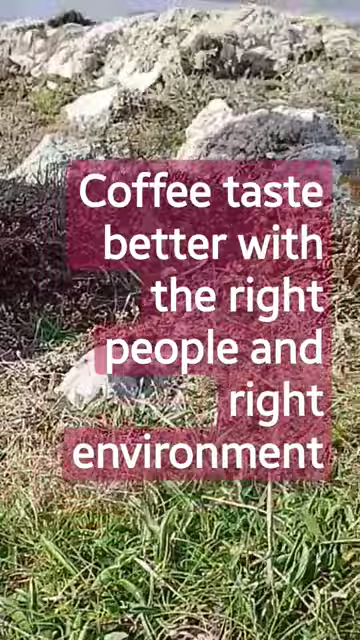 Coffee taste
better with
the right
people and
right
environment